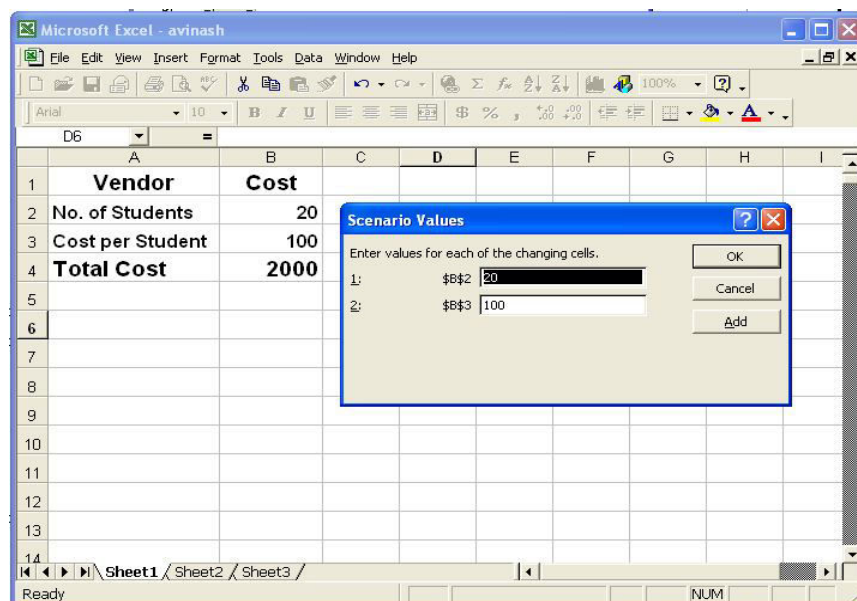 Microsoft Excel - avinash
File Edit View Insert Format Tools Data Window Help
100%
Arial 10 B I U $ % ,
D6 =
A B C D E F G H I
1 Vendor Cost
2 No. of Students 20
3 Cost per Student 100
4 Total Cost 2000
5
6
7
8
9
10
11
12
13
14
Scenario Values
Enter values for each of the changing cells.
1: $B$2 20
2: $B$3 100
OK
Cancel
Add
Sheet1 / Sheet2 / Sheet3 /
Ready NUM